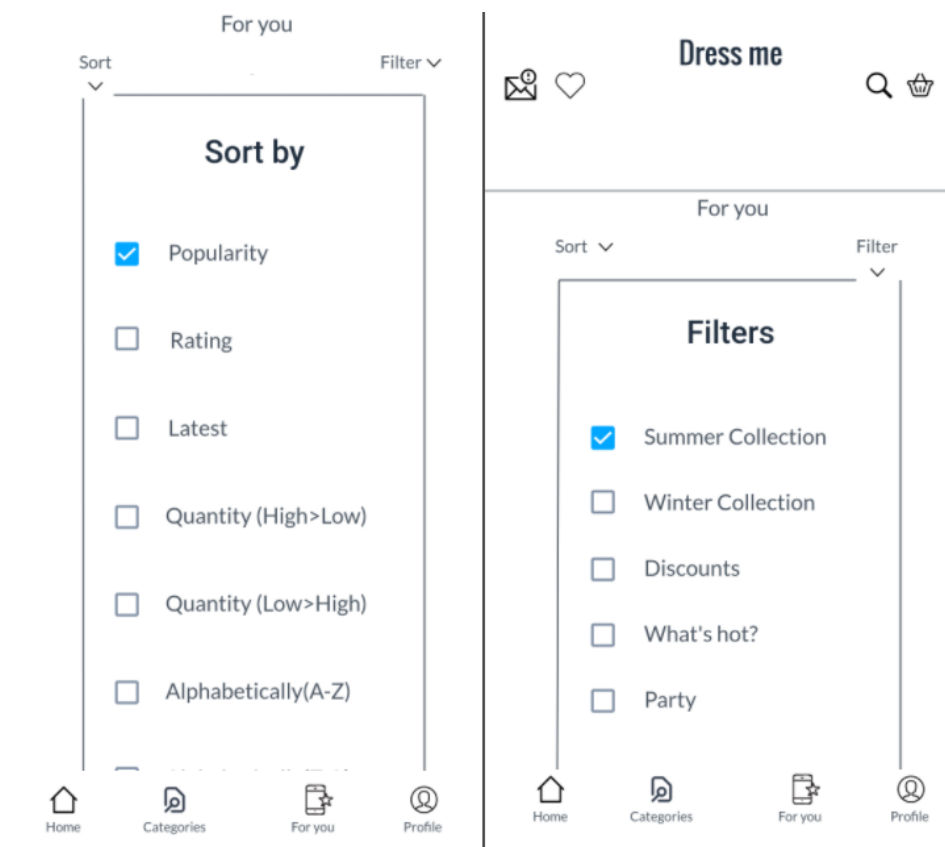 For you
Sort
Filter
Sort by
Popularity
Rating
Latest
Quantity (High>Low)
Quantity (Low>High)
Alphabetically(A-Z)
Home
Categories
For you
Profile
Dress me
For you
Sort
Filter
Filters
Summer Collection
Winter Collection
Discounts
What's hot?
Party
Home
Categories
For you
Profile